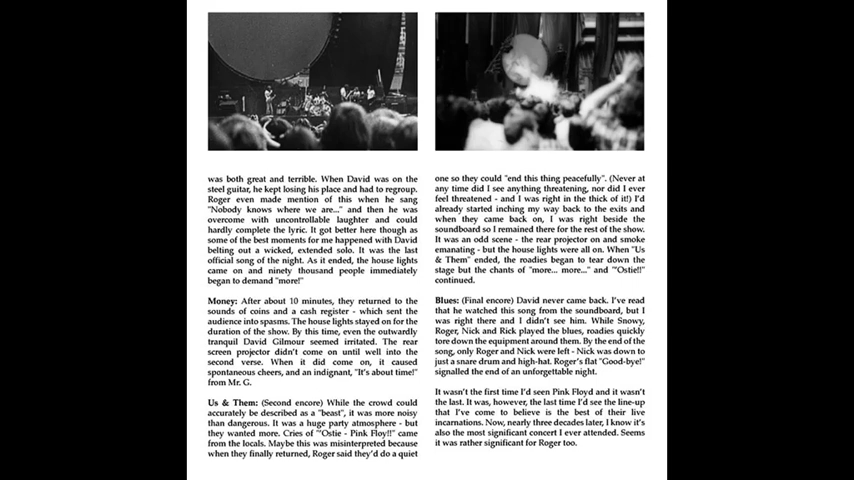 was both great and terrible. When David was on the
steel guitar, he kept losing his place and had to regroup.
Roger even made mention of this when he sang
"Nobody knows where we are..." and then he was
overcome with uncontrollable laughter and could
hardly complete the lyric. It got better here though as
some of the best moments for me happened with David
belting out a wicked, extended solo. It was the last
official song of the night. As it ended, the house lights
came on and ninety thousand people immediately
began to demand "more!"
Money: After about 10 minutes, they returned to the
sounds of coins and a cash register - which sent the
audience into spasms. The house lights stayed on for the
duration of the show. By this time, even the outwardly
tranquil David Gilmour seemed irritated. The rear
screen projector didn't come on until well into the
second verse. When it did come on, it caused
spontaneous cheers, and an indignant, "It's about time!"
from Mr. G.
Us & Them: (Second encore) While the crowd could
accurately be described as a "beast", it was more noisy
than dangerous. It was a huge party atmosphere - but
they wanted more. Cries of "'Ostie - Pink Floy!!" came
from the locals. Maybe this was misinterpreted because
when they finally returned, Roger said they'd do a quiet
one so they could "end this thing peacefully". (Never at
any time did I see anything threatening, nor did I ever
feel threatened - and I was right in the thick of it!) I'd
already started inching my way back to the exits and
when they came back on, I was right beside the
soundboard so I remained there for the rest of the show.
It was an odd scene - the rear projector on and smoke
emanating - but the house lights were all on. When "Us
& Them" ended, the roadies began to tear down the
stage but the chants of "more... more..." and "'Ostie!!"
continued.
Blues: (Final encore) David never came back. I've read
that he watched this song from the soundboard, but I
was right there and I didn't see him. While Snowy,
Roger, Nick and Rick played the blues, roadies quickly
tore down the equipment around them. By the end of the
song, only Roger and Nick were left - Nick was down to
just a snare drum and high-hat. Roger's flat "Good-bye!"
signalled the end of an unforgettable night.
It wasn't the first time I'd seen Pink Floyd and it wasn't
the last. It was, however, the last time I'd see the line-up
that I've come to believe is the best of their live
incarnations. Now, nearly three decades later, I know it's
also the most significant concert I ever attended. Seems
it was rather significant for Roger too.